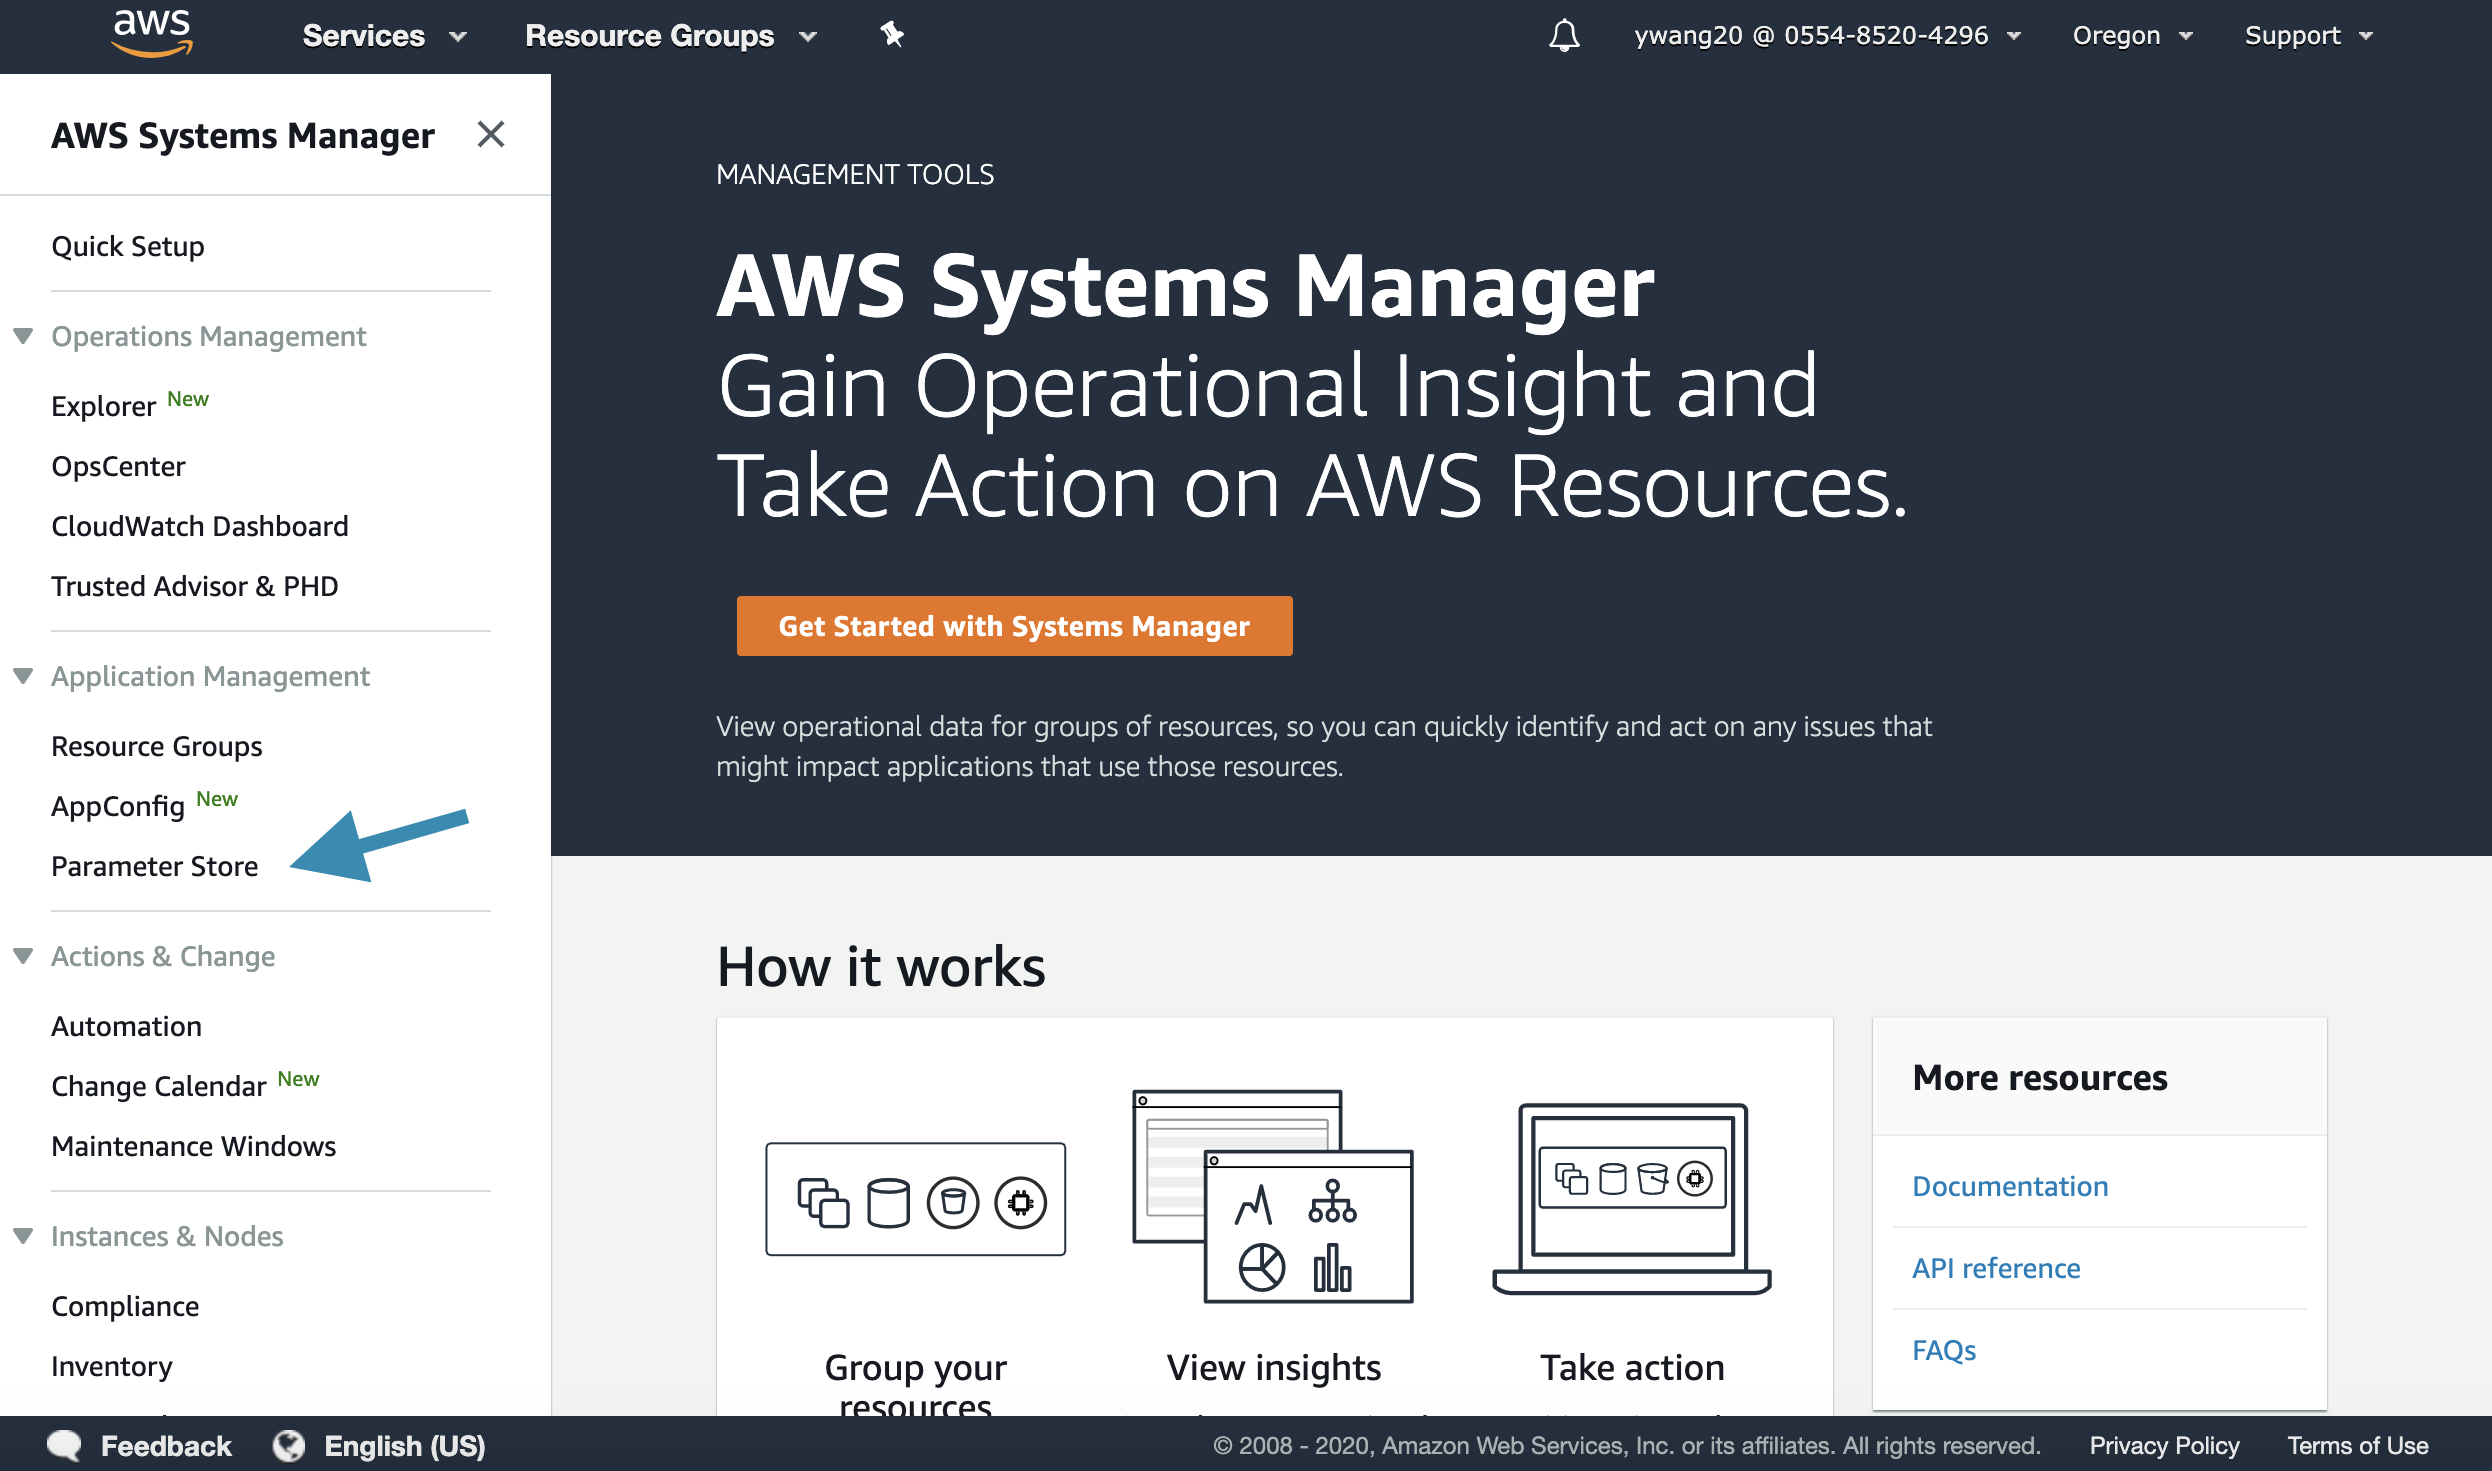 aws
Services
Resource Groups
ywang20 @ 0554-8520-4296
Oregon
Support
AWS Systems Manager
Quick Setup
Operations Management
Explorer New
OpsCenter
CloudWatch Dashboard
Trusted Advisor & PHD
Application Management
Resource Groups
AppConfig New
Parameter Store
Actions & Change
Automation
Change Calendar New
Maintenance Windows
Instances & Nodes
Compliance
Inventory
MANAGEMENT TOOLS
AWS Systems Manager
Gain Operational Insight and
Take Action on AWS Resources.
Get Started with Systems Manager
View operational data for groups of resources, so you can quickly identify and act on any issues that
might impact applications that use those resources.
How it works
Group your
resources
View insights
Take action
More resources
Documentation
API reference
FAQs
Feedback
English (US)
© 2008 - 2020, Amazon Web Services, Inc. or its affiliates. All rights reserved.
Privacy Policy
Terms of Use